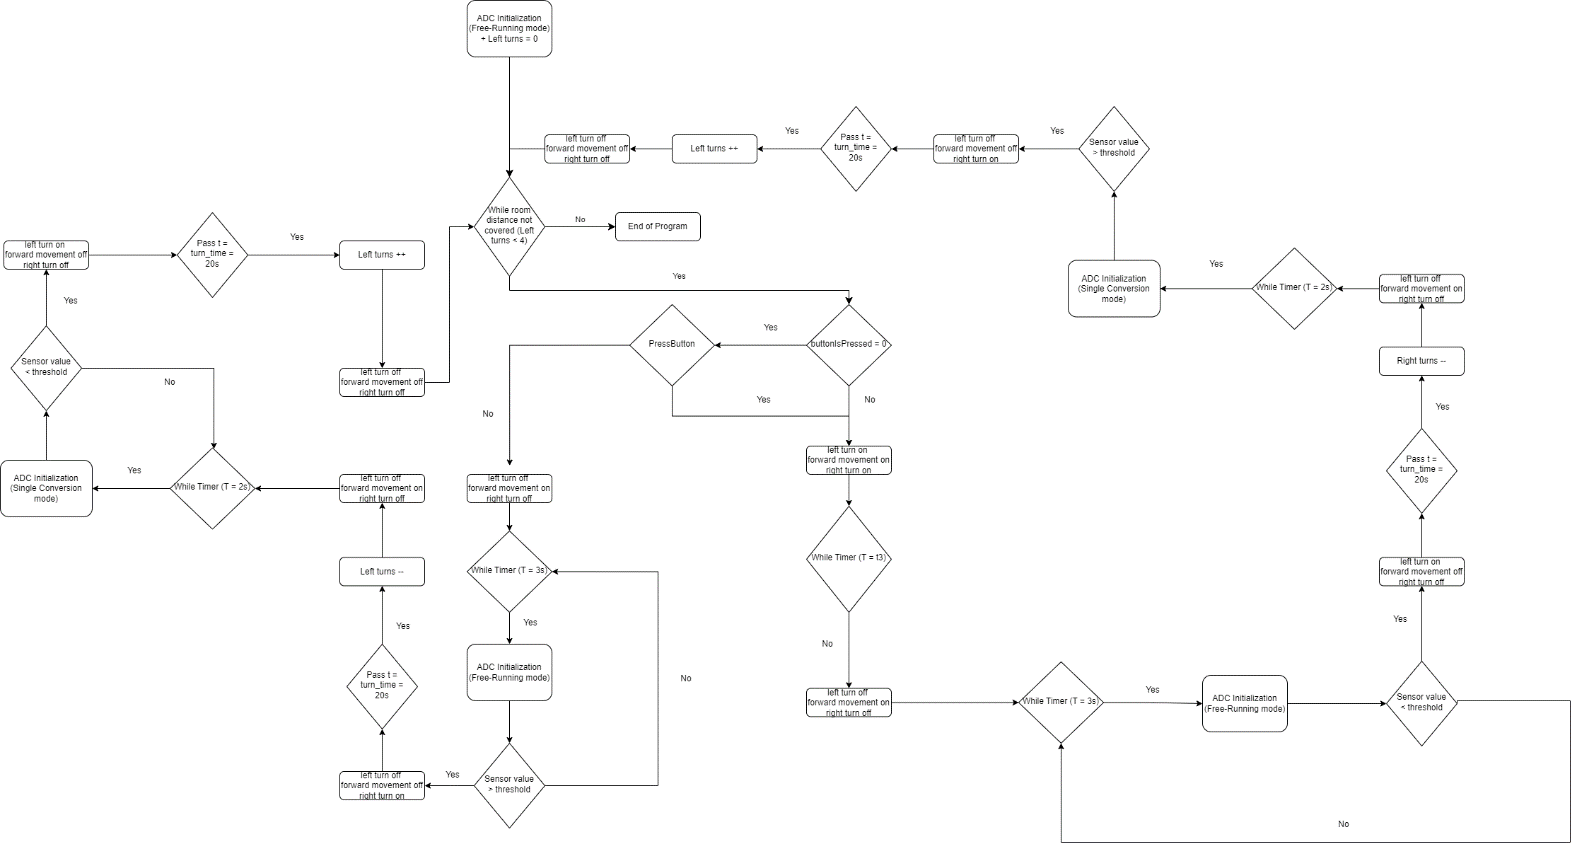 ADC Initialization
(Free-Running mode)
+ Left turns = 0
left turn off
forward movement off
right turn off
Left turns ++
Yes
Pass t =
turn_time =
20s
left turn off
forward movement off
right turn on
Yes
Sensor value
> threshold
While room
distance not
covered (Left
turns < 4)
No
End of Program
left turn on
forward movement off
right turn off
Pass t =
turn_time =
20s
Yes
Left turns ++
Yes
Yes
ADC Initialization
(Single Conversion
mode)
Yes
While Timer (T = 2s)
left turn off
forward movement on
right turn off
Yes
Sensor value
< threshold
No
left turn off
forward movement off
right turn off
PressButton
Yes
buttonIsPressed = 0
Right turns --
No
Yes
No
Yes
left turn on
forward movement on
right turn on
ADC Initialization
(Single Conversion
mode)
Yes
While Timer (T = 2s)
left turn off
forward movement on
right turn off
left turn off
forward movement on
right turn off
Pass t =
turn_time =
20s
Left turns --
While Timer (T = 3s)
While Timer (T = t3)
left turn on
forward movement off
right turn off
Yes
Yes
No
Yes
Pass t =
turn_time =
20s
ADC Initialization
(Free-Running mode)
No
left turn off
forward movement on
right turn off
While Timer (T = 3s)
Yes
ADC Initialization
(Free-Running mode)
Sensor value
< threshold
left turn off
forward movement off
right turn on
Yes
Sensor value
> threshold
No